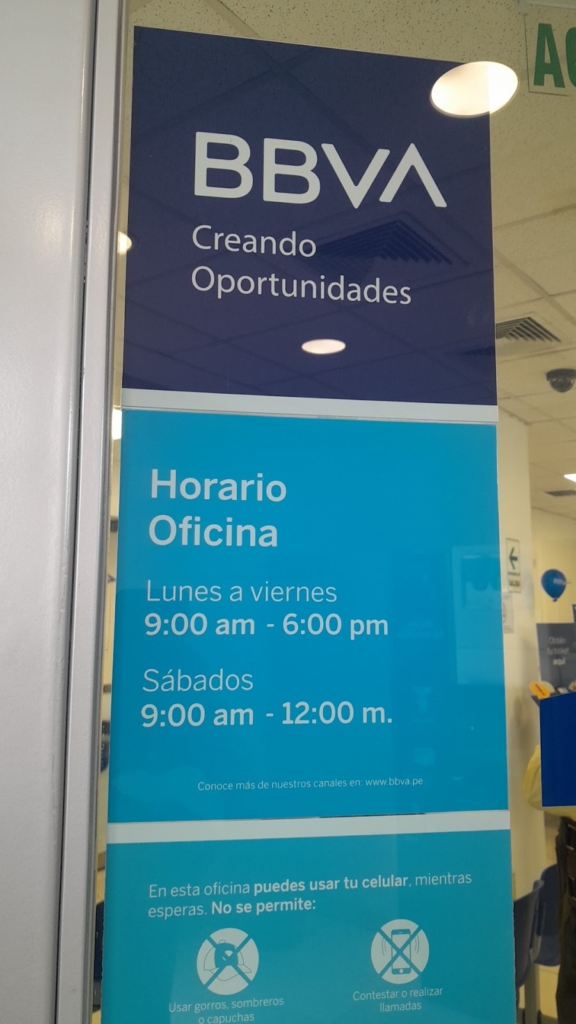 BBVA
Creando
Oportunidades
Horario
Oficina
Lunes a viernes
9:00 am - 6:00 pm
Sábados
9:00 am - 12:00 m.
Conoce más de nuestros canales en: www.bbva.pe
En esta oficina puedes usar tu celular, mientras
esperas. No se permite:
Usar gorros, sombreros
o capuchas
Contestar o realizar
llamadas